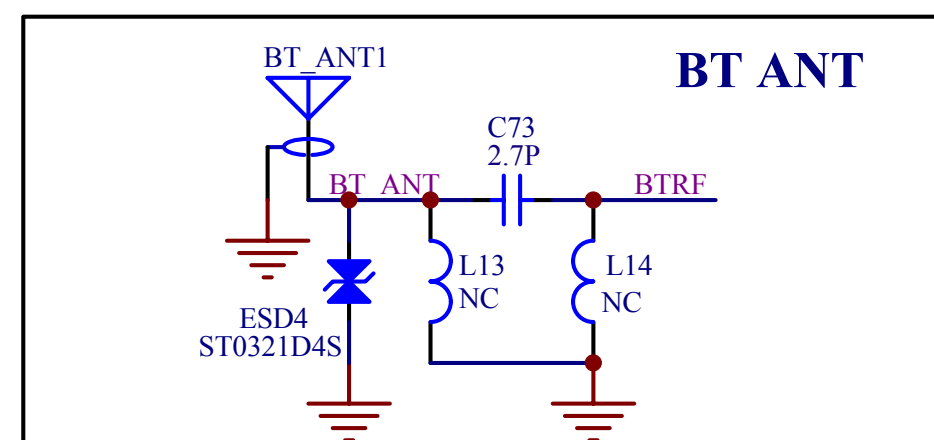 BT_ANT1
BT ANT
C73
2.7P
BT_ANT
BTRF
L13
NC
L14
NC
ESD4
ST0321D4S